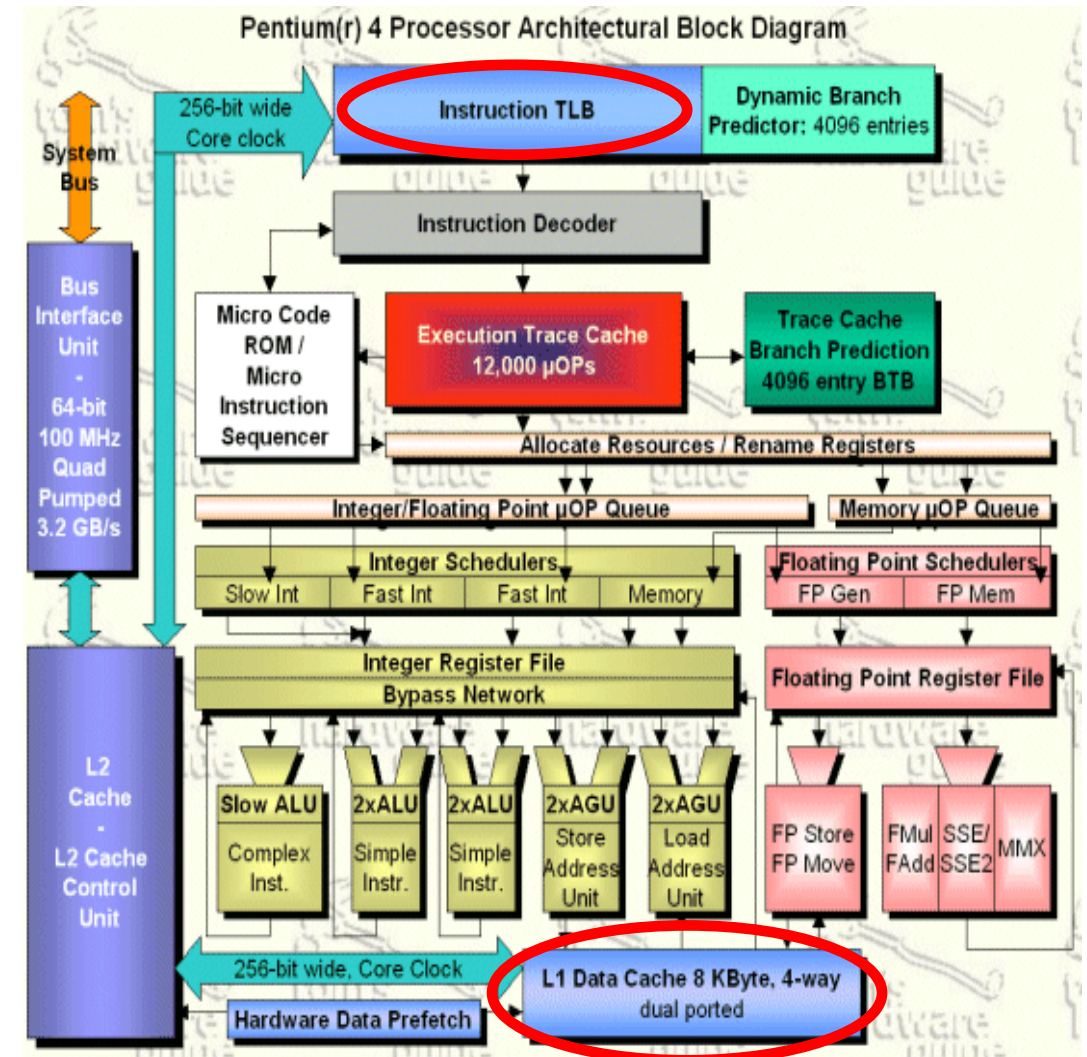 Pentium(r) 4 Processor Architectural Block Diagram
256-bit wide
Core clock
Instruction TLB
Dynamic Branch
Predictor: 4096 entries
System
Bus
Instruction Decoder
Bus
Interface
Unit
-
64-bit
100 MHz
Quad
Pumped
3.2 GB/s
Micro Code
ROM /
Micro
Instruction
Sequencer
Execution Trace Cache
12,000 µOPs
Trace Cache
Branch Prediction
4096 entry BTB
Allocate Resources / Rename Registers
Integer/Floating Point µOP Queue
Memory µOP Queue
Integer Schedulers
Slow Int
Fast Int
Fast Int
Memory
Floating Point Schedulers
FP Gen
FP Mem
Integer Register File
Bypass Network
Floating Point Register File
L2
Cache
-
L2 Cache
Control
Unit
Slow ALU
Complex
Inst.
2xALU
Simple
Instr.
2xALU
Simple
Instr.
2xAGU
Store
Address
Unit
2xAGU
Load
Address
Unit
FP Store
FP Move
FMul
FAdd
SSE/
SSE2
MMX
256-bit wide, Core Clock
L1 Data Cache 8 KByte, 4-way
dual ported
Hardware Data Prefetch